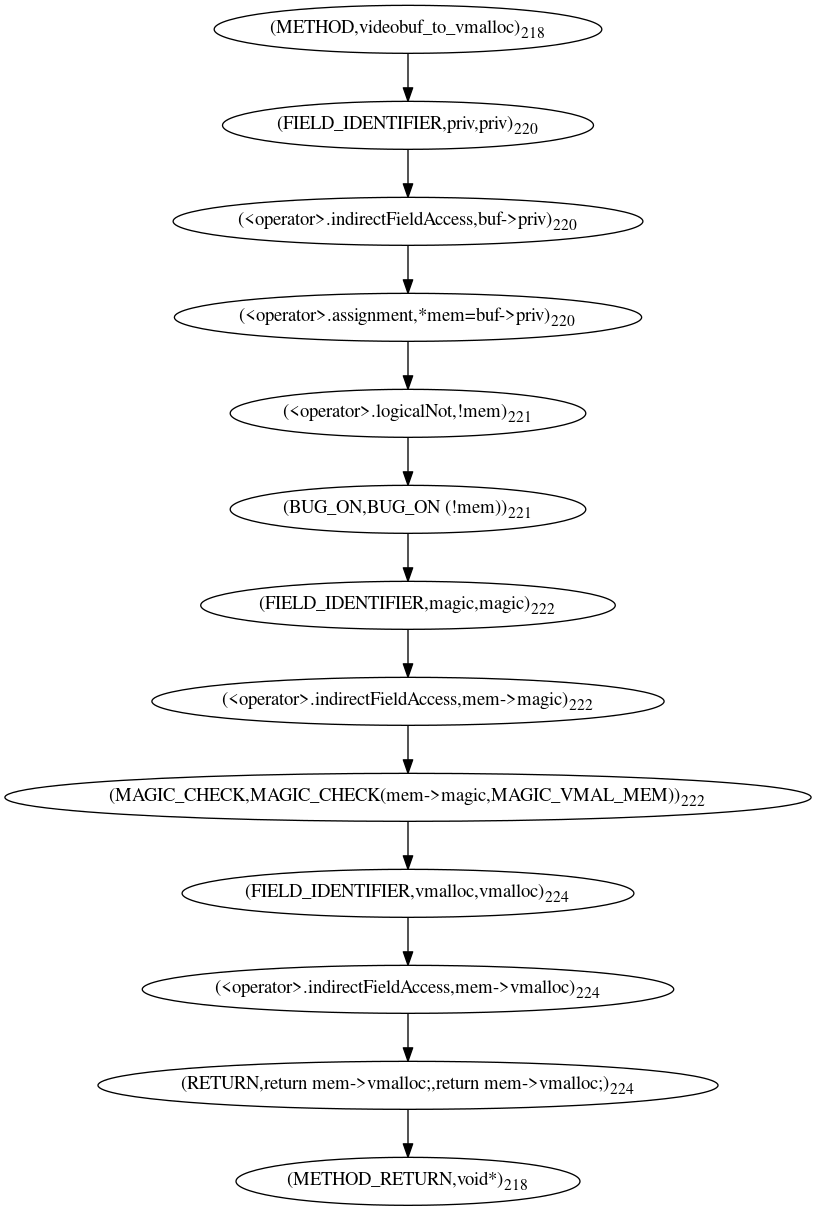 (METHOD,videobuf_to_vmalloc)218
(FIELD_IDENTIFIER,priv,priv)220
(<operator>.indirectFieldAccess,buf->priv)220
(<operator>.assignment,*mem=buf->priv)220
(<operator>.logicalNot,!mem)221
(BUG_ON,BUG_ON (!mem))221
(FIELD_IDENTIFIER,magic,magic)222
(<operator>.indirectFieldAccess,mem->magic)222
(MAGIC_CHECK,MAGIC_CHECK(mem->magic,MAGIC_VMAL_MEM))222
(FIELD_IDENTIFIER,vmalloc,vmalloc)224
(<operator>.indirectFieldAccess,mem->vmalloc)224
(RETURN,return mem->vmalloc;,return mem->vmalloc;)224
(METHOD_RETURN,void*)218